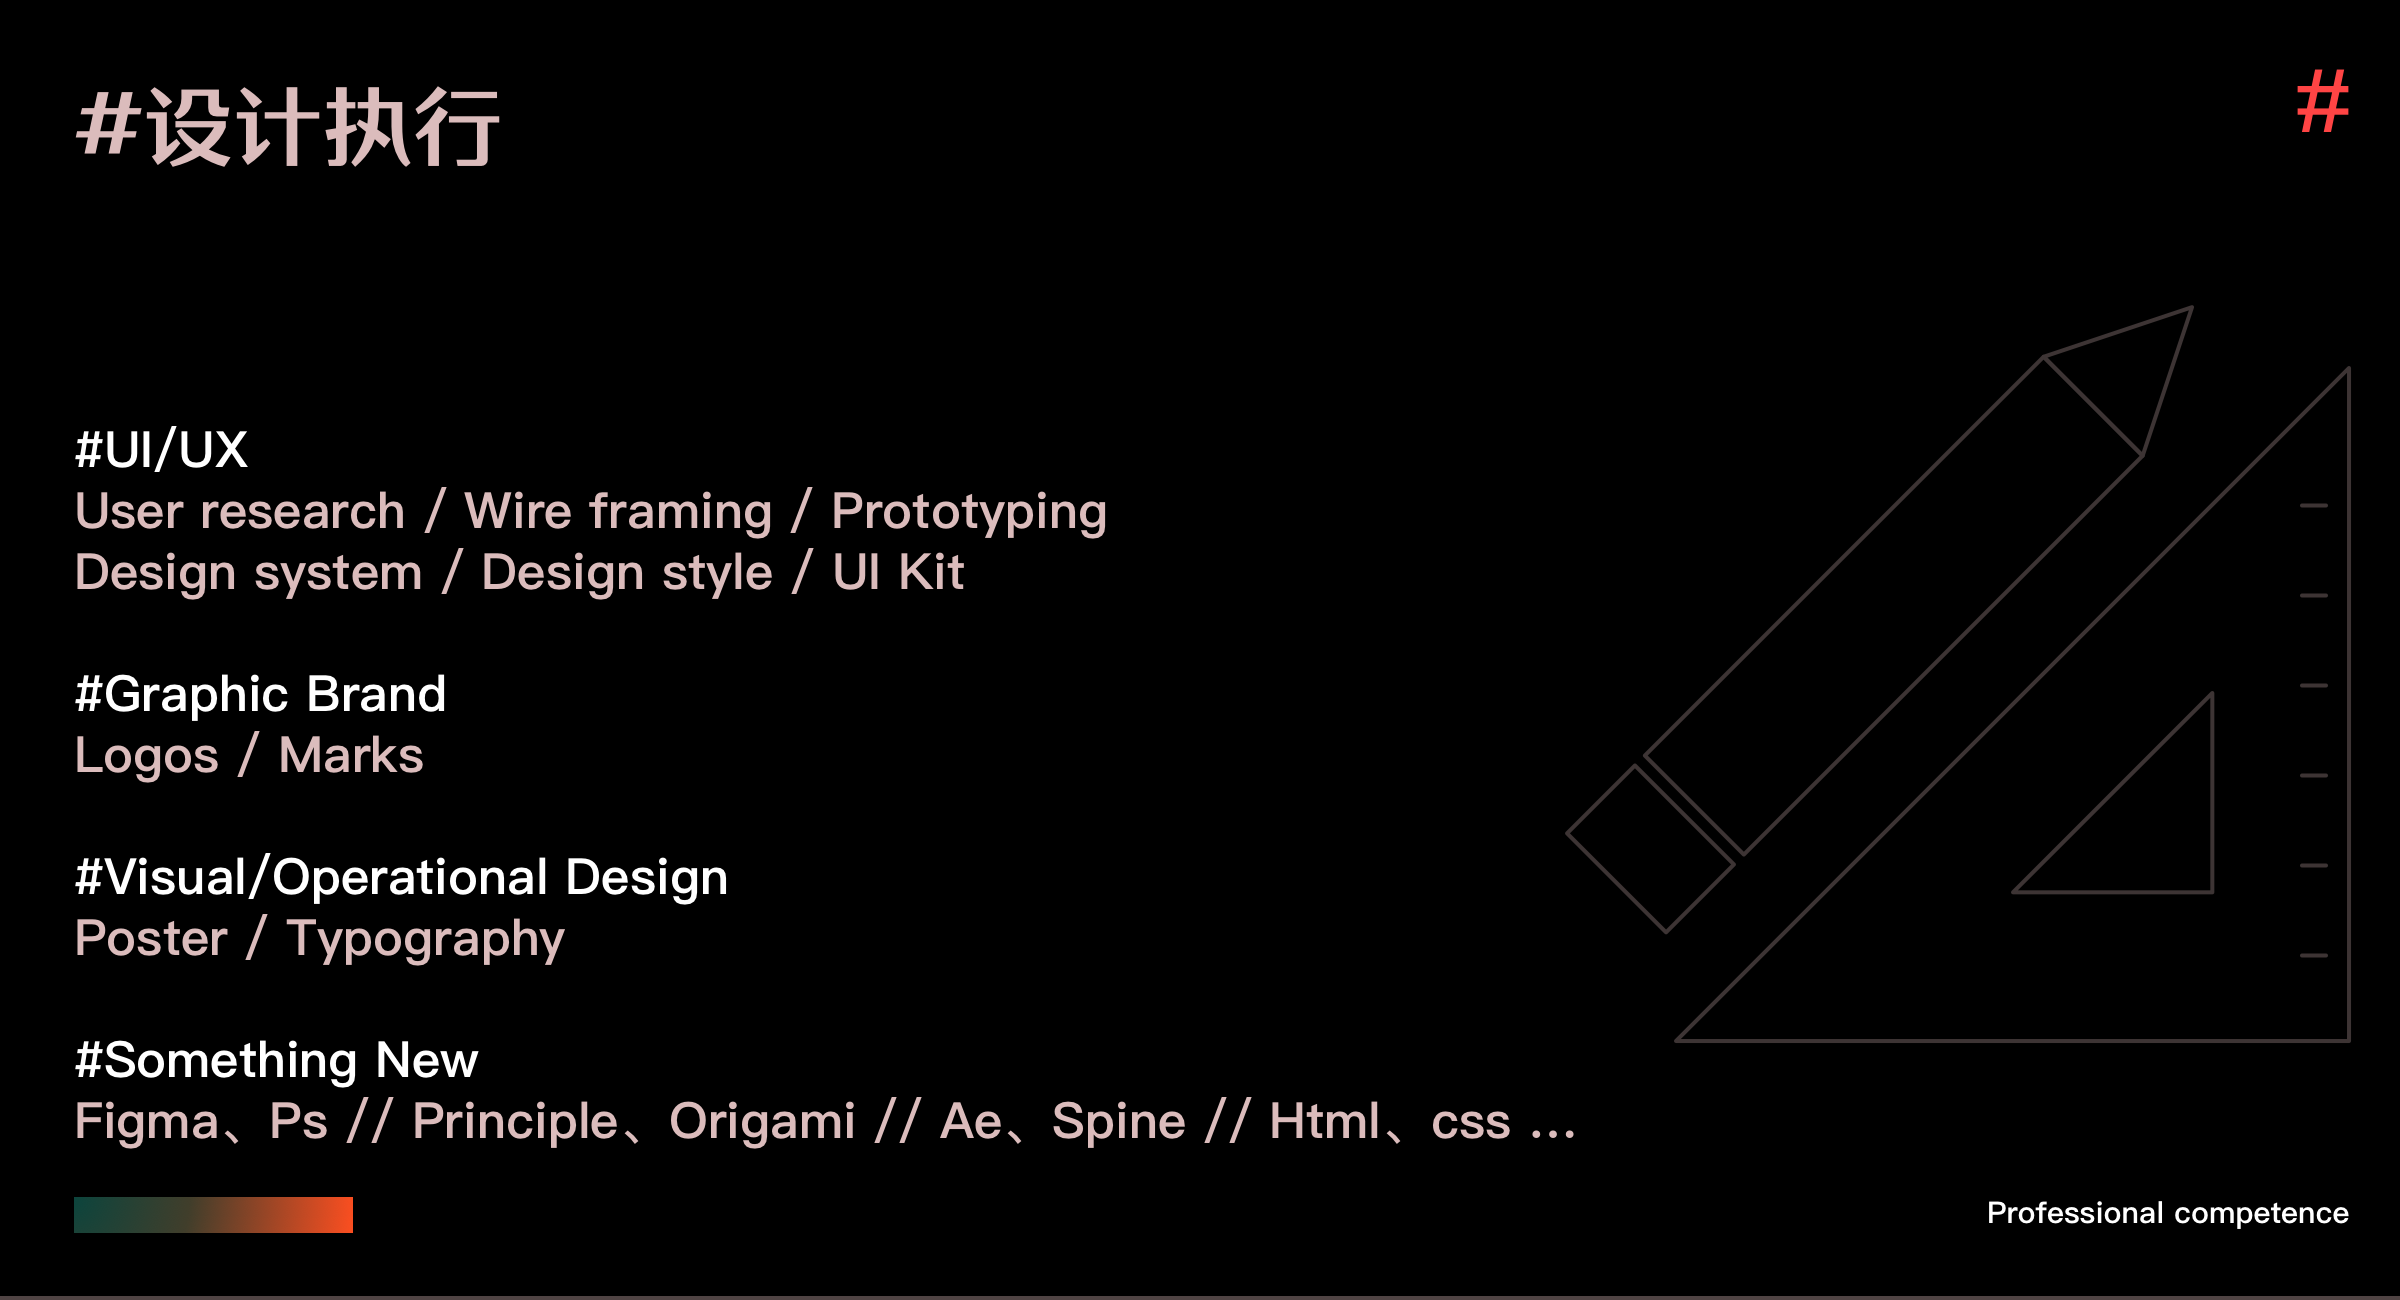 #设计执行
#
#UI/UX
User research / Wire framing / Prototyping
Design system / Design style / UI Kit
#Graphic Brand
Logos / Marks
#Visual/Operational Design
Poster / Typography
#Something New
Figma、Ps // Principle、Origami // Ae、Spine // Html、css ...
Professional competence